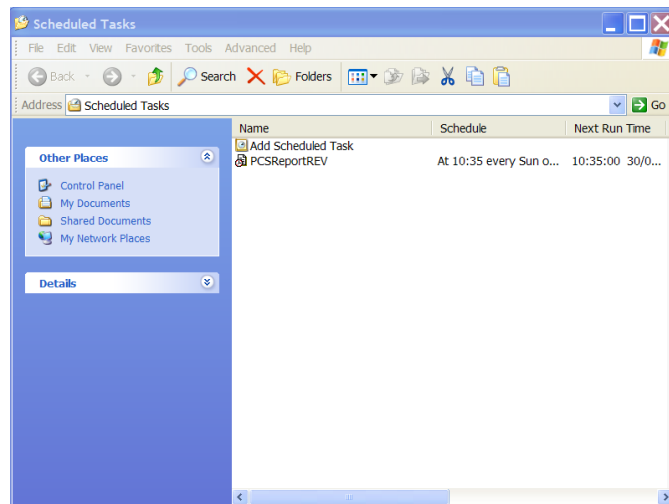 Scheduled Tasks
File Edit View Favorites Tools Advanced Help
Back Search Folders
Address Scheduled Tasks Go
Name Schedule Next Run Time
Add Scheduled Task
PCSReportREV At 10:35 every Sun o... 10:35:00 30/0...
Other Places
Control Panel
My Documents
Shared Documents
My Network Places
Details